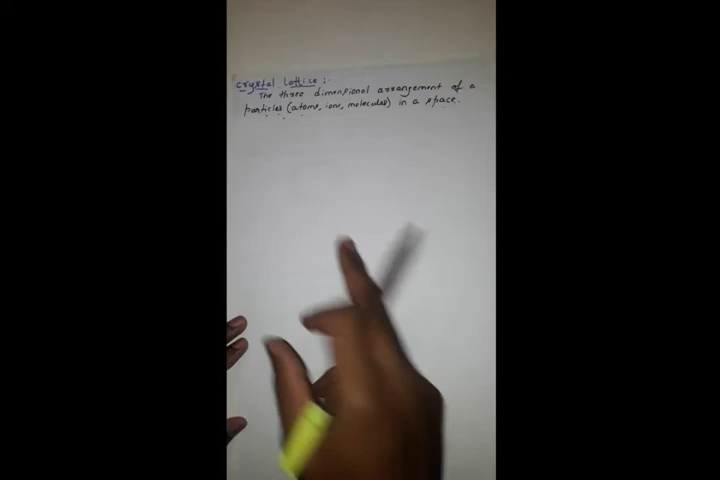 Crystal Lattice :-
The three dimensional arrangement of a
particles (atoms, ions, molecules) in a space.